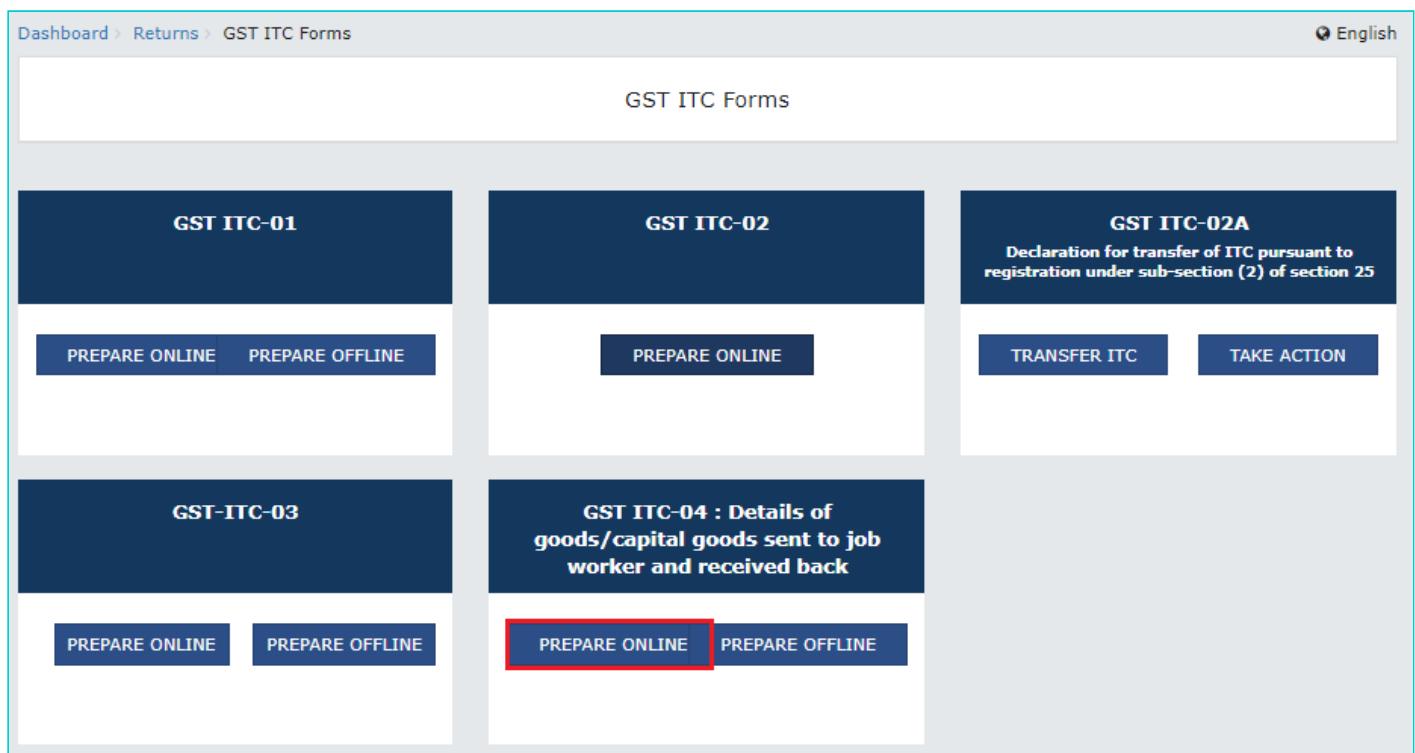 Dashboard > Returns > GST ITC Forms
English
GST ITC Forms
GST ITC-01
PREPARE ONLINE
PREPARE OFFLINE
GST ITC-02
PREPARE ONLINE
GST ITC-02A
Declaration for transfer of ITC pursuant to
registration under sub-section (2) of section 25
TRANSFER ITC
TAKE ACTION
GST-ITC-03
PREPARE ONLINE
PREPARE OFFLINE
GST ITC-04 : Details of
goods/capital goods sent to job
worker and received back
PREPARE ONLINE
PREPARE OFFLINE